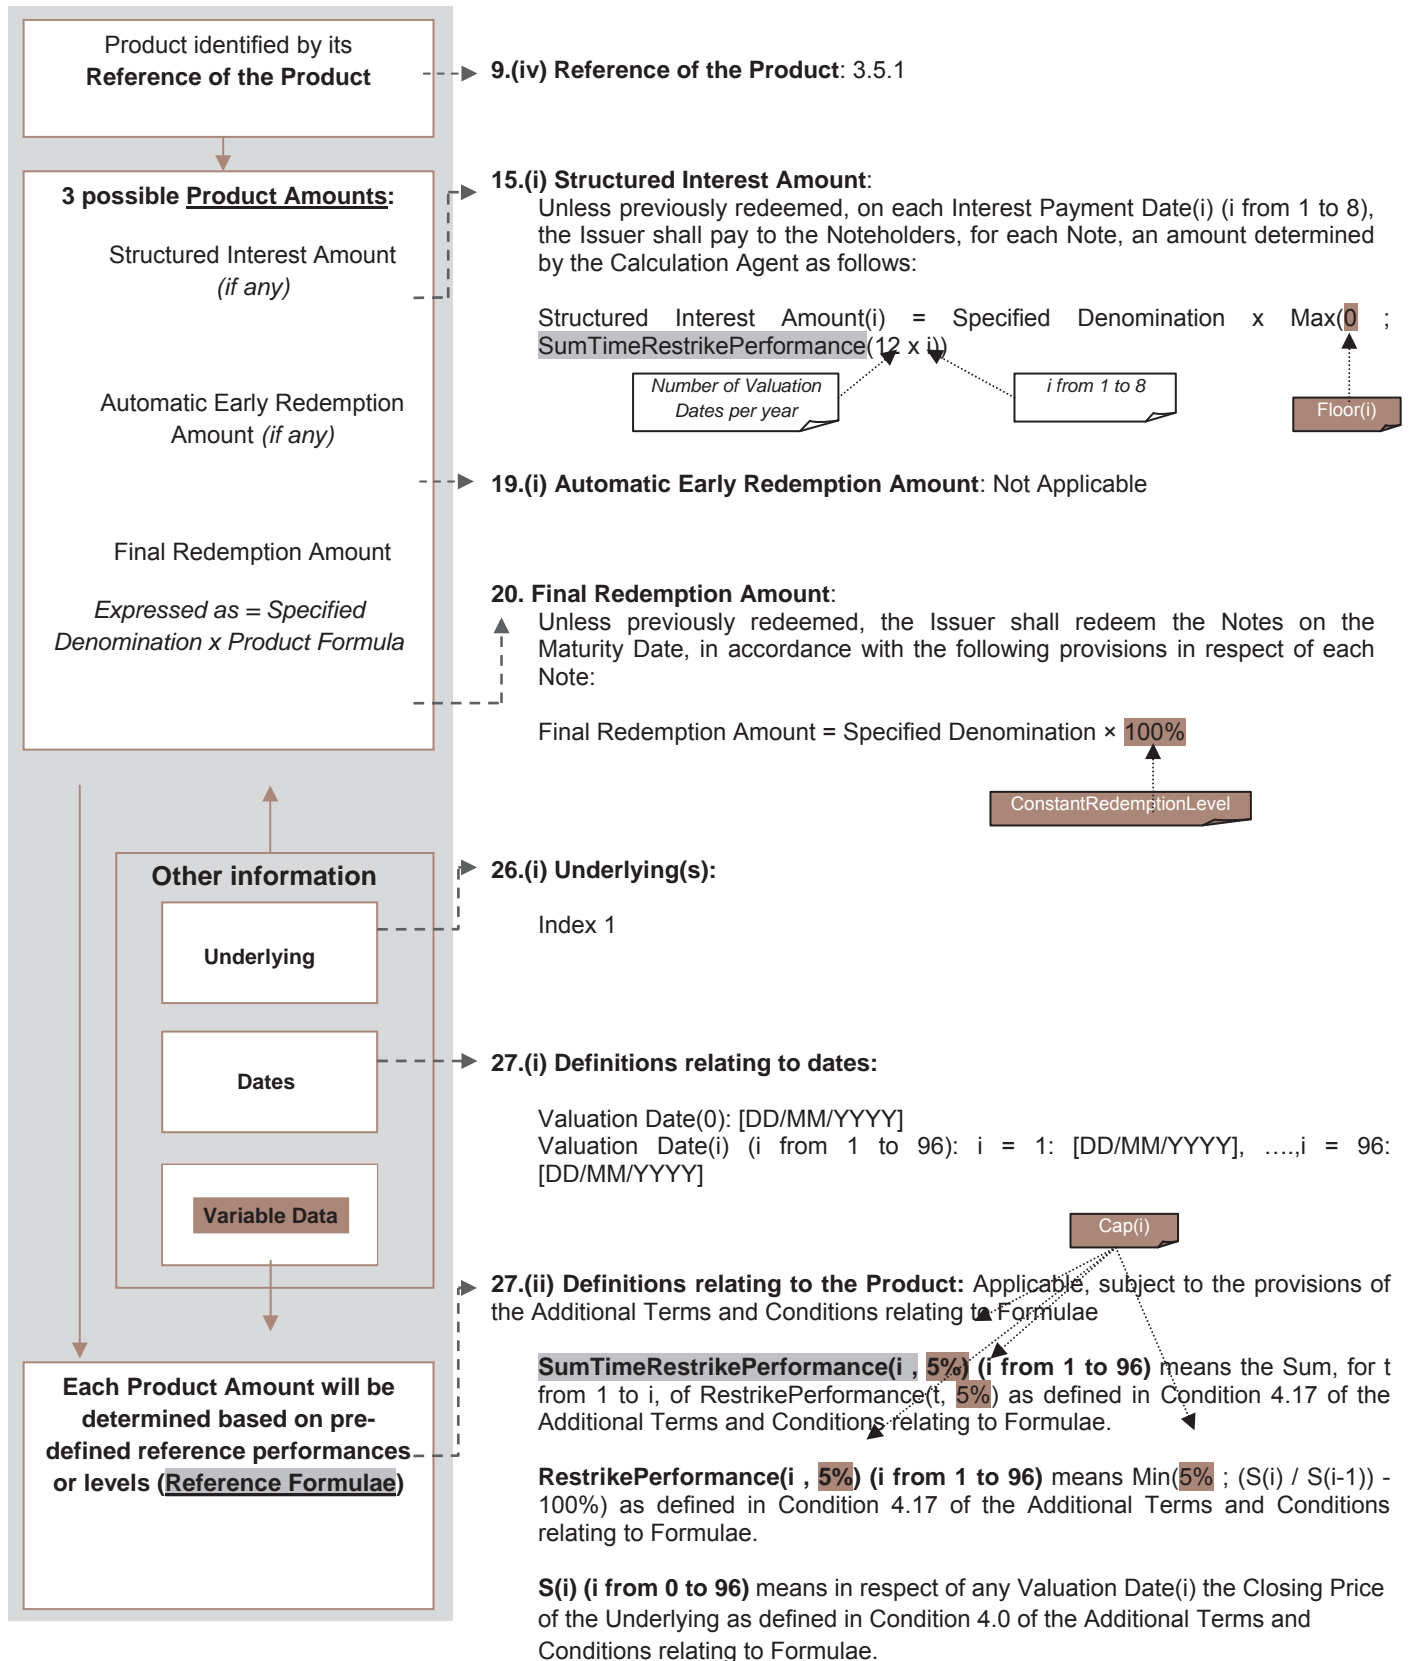 Product identified by its
Reference of the Product
9.(iv) Reference of the Product: 3.5.1
3 possible Product Amounts:
Structured Interest Amount
(if any)
Automatic Early Redemption
Amount (if any)
Final Redemption Amount
Expressed as = Specified
Denomination x Product Formula
15.(i) Structured Interest Amount:
Unless previously redeemed, on each Interest Payment Date(i) (i from 1 to 8),
the Issuer shall pay to the Noteholders, for each Note, an amount determined
by the Calculation Agent as follows:
Structured Interest Amount(i) = Specified Denomination x Max(0 ;
SumTimeRestrikePerformance(12 x i))
Number of Valuation
Dates per year
i from 1 to 8
Floor(i)
19.(i) Automatic Early Redemption Amount: Not Applicable
20. Final Redemption Amount:
Unless previously redeemed, the Issuer shall redeem the Notes on the
Maturity Date, in accordance with the following provisions in respect of each
Note:
Final Redemption Amount = Specified Denomination × 100%
ConstantRedemptionLevel
Other information
Underlying
Dates
Variable Data
26.(i) Underlying(s):
Index 1
27.(i) Definitions relating to dates:
Valuation Date(0): [DD/MM/YYYY]
Valuation Date(i) (i from 1 to 96): i = 1: [DD/MM/YYYY], ….,i = 96:
[DD/MM/YYYY]
Cap(i)
27.(ii) Definitions relating to the Product: Applicable, subject to the provisions of
the Additional Terms and Conditions relating to Formulae
SumTimeRestrikePerformance(i , 5%) (i from 1 to 96) means the Sum, for t
from 1 to i, of RestrikePerformance(t, 5%) as defined in Condition 4.17 of the
Additional Terms and Conditions relating to Formulae.
RestrikePerformance(i , 5%) (i from 1 to 96) means Min(5% ; (S(i) / S(i-1)) -
100%) as defined in Condition 4.17 of the Additional Terms and Conditions
relating to Formulae.
S(i) (i from 0 to 96) means in respect of any Valuation Date(i) the Closing Price
of the Underlying as defined in Condition 4.0 of the Additional Terms and
Conditions relating to Formulae.
Each Product Amount will be
determined based on pre-
defined reference performances
or levels (Reference Formulae)